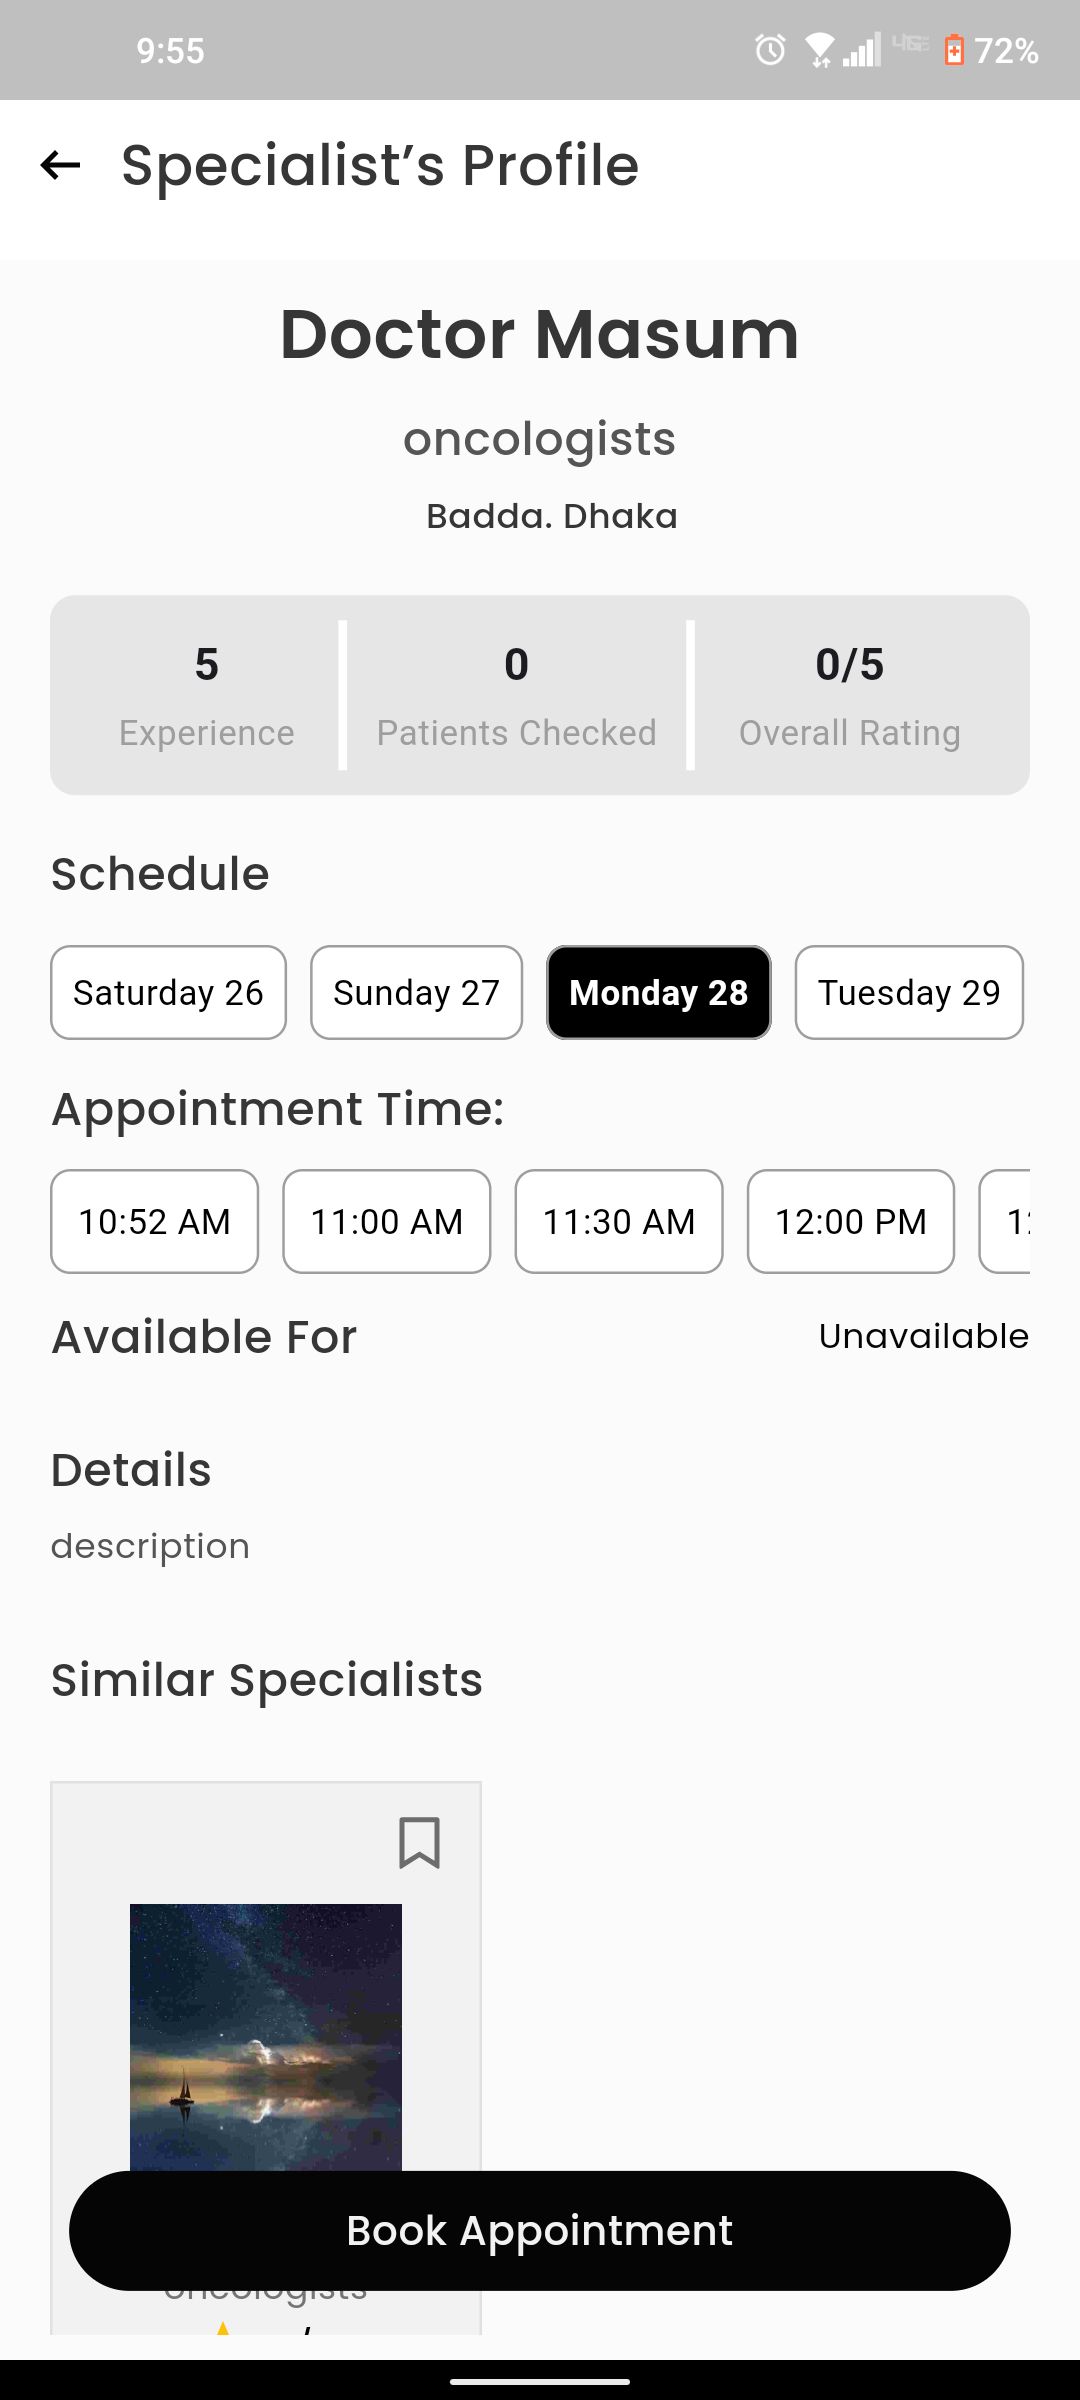 9:55
72%
Specialist’s Profile
Doctor Masum
oncologists
Badda. Dhaka
5 0 0/5
Experience Patients Checked Overall Rating
Schedule
Saturday 26 Sunday 27 Monday 28 Tuesday 29
Appointment Time:
10:52 AM 11:00 AM 11:30 AM 12:00 PM
Available For Unavailable
Details
description
Similar Specialists
Book Appointment
oncologists